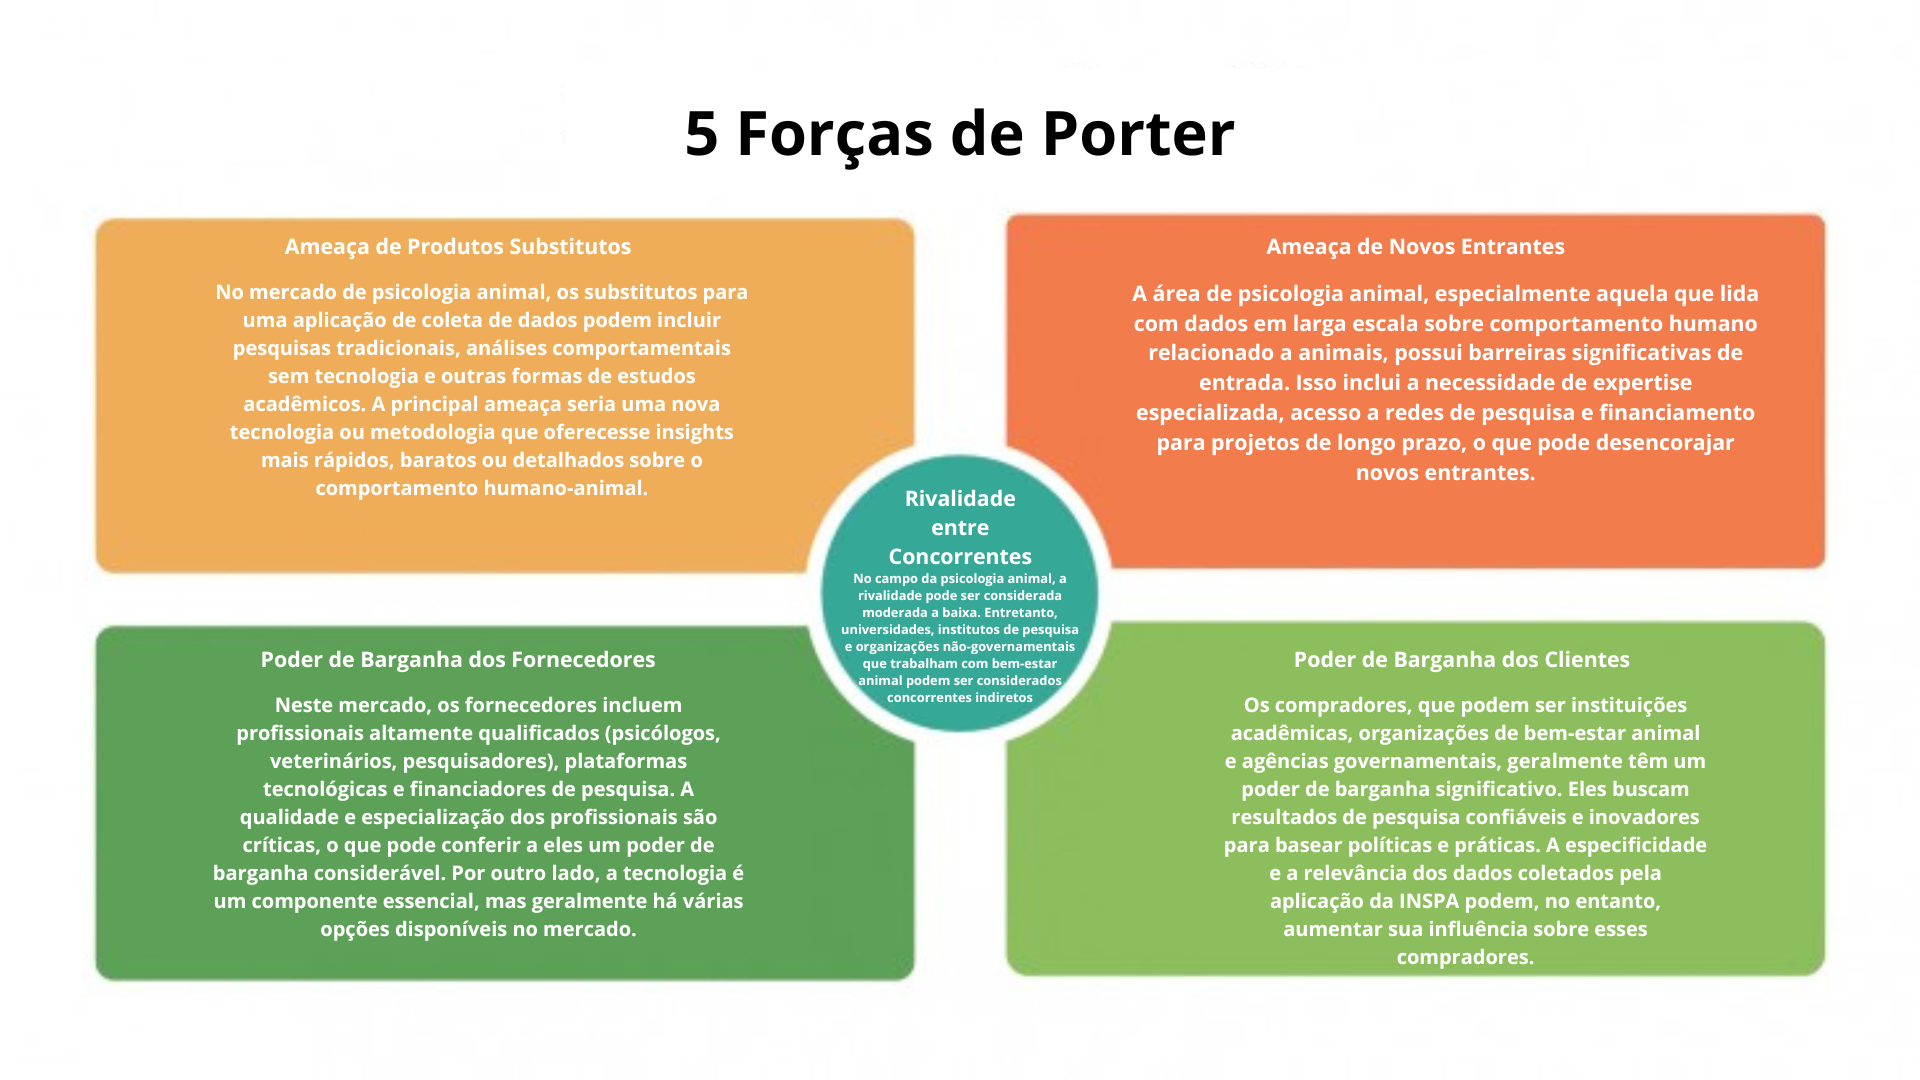 5 Forças de Porter
Ameaça de Produtos Substitutos
No mercado de psicologia animal, os substitutos para
uma aplicação de coleta de dados podem incluir
pesquisas tradicionais, análises comportamentais
sem tecnologia e outras formas de estudos
acadêmicos. A principal ameaça seria uma nova
tecnologia ou metodologia que oferecesse insights
mais rápidos, baratos ou detalhados sobre o
comportamento humano-animal.
Ameaça de Novos Entrantes
A área de psicologia animal, especialmente aquela que lida
com dados em larga escala sobre comportamento humano
relacionado a animais, possui barreiras significativas de
entrada. Isso inclui a necessidade de expertise
especializada, acesso a redes de pesquisa e financiamento
para projetos de longo prazo, o que pode desencorajar
novos entrantes.
Rivalidade
entre
Concorrentes
No campo da psicologia animal, a
rivalidade pode ser considerada
moderada a baixa. Entretanto,
universidades, institutos de pesquisa
e organizações não-governamentais
que trabalham com bem-estar
animal podem ser considerados
concorrentes indiretos
Poder de Barganha dos Fornecedores
Neste mercado, os fornecedores incluem
profissionais altamente qualificados (psicólogos,
veterinários, pesquisadores), plataformas
tecnológicas e financiadores de pesquisa. A
qualidade e especialização dos profissionais são
críticas, o que pode conferir a eles um poder de
barganha considerável. Por outro lado, a tecnologia é
um componente essencial, mas geralmente há várias
opções disponíveis no mercado.
Poder de Barganha dos Clientes
Os compradores, que podem ser instituições
acadêmicas, organizações de bem-estar animal
e agências governamentais, geralmente têm um
poder de barganha significativo. Eles buscam
resultados de pesquisa confiáveis e inovadores
para basear políticas e práticas. A especificidade
e a relevância dos dados coletados pela
aplicação da INSPA podem, no entanto,
aumentar sua influência sobre esses
compradores.